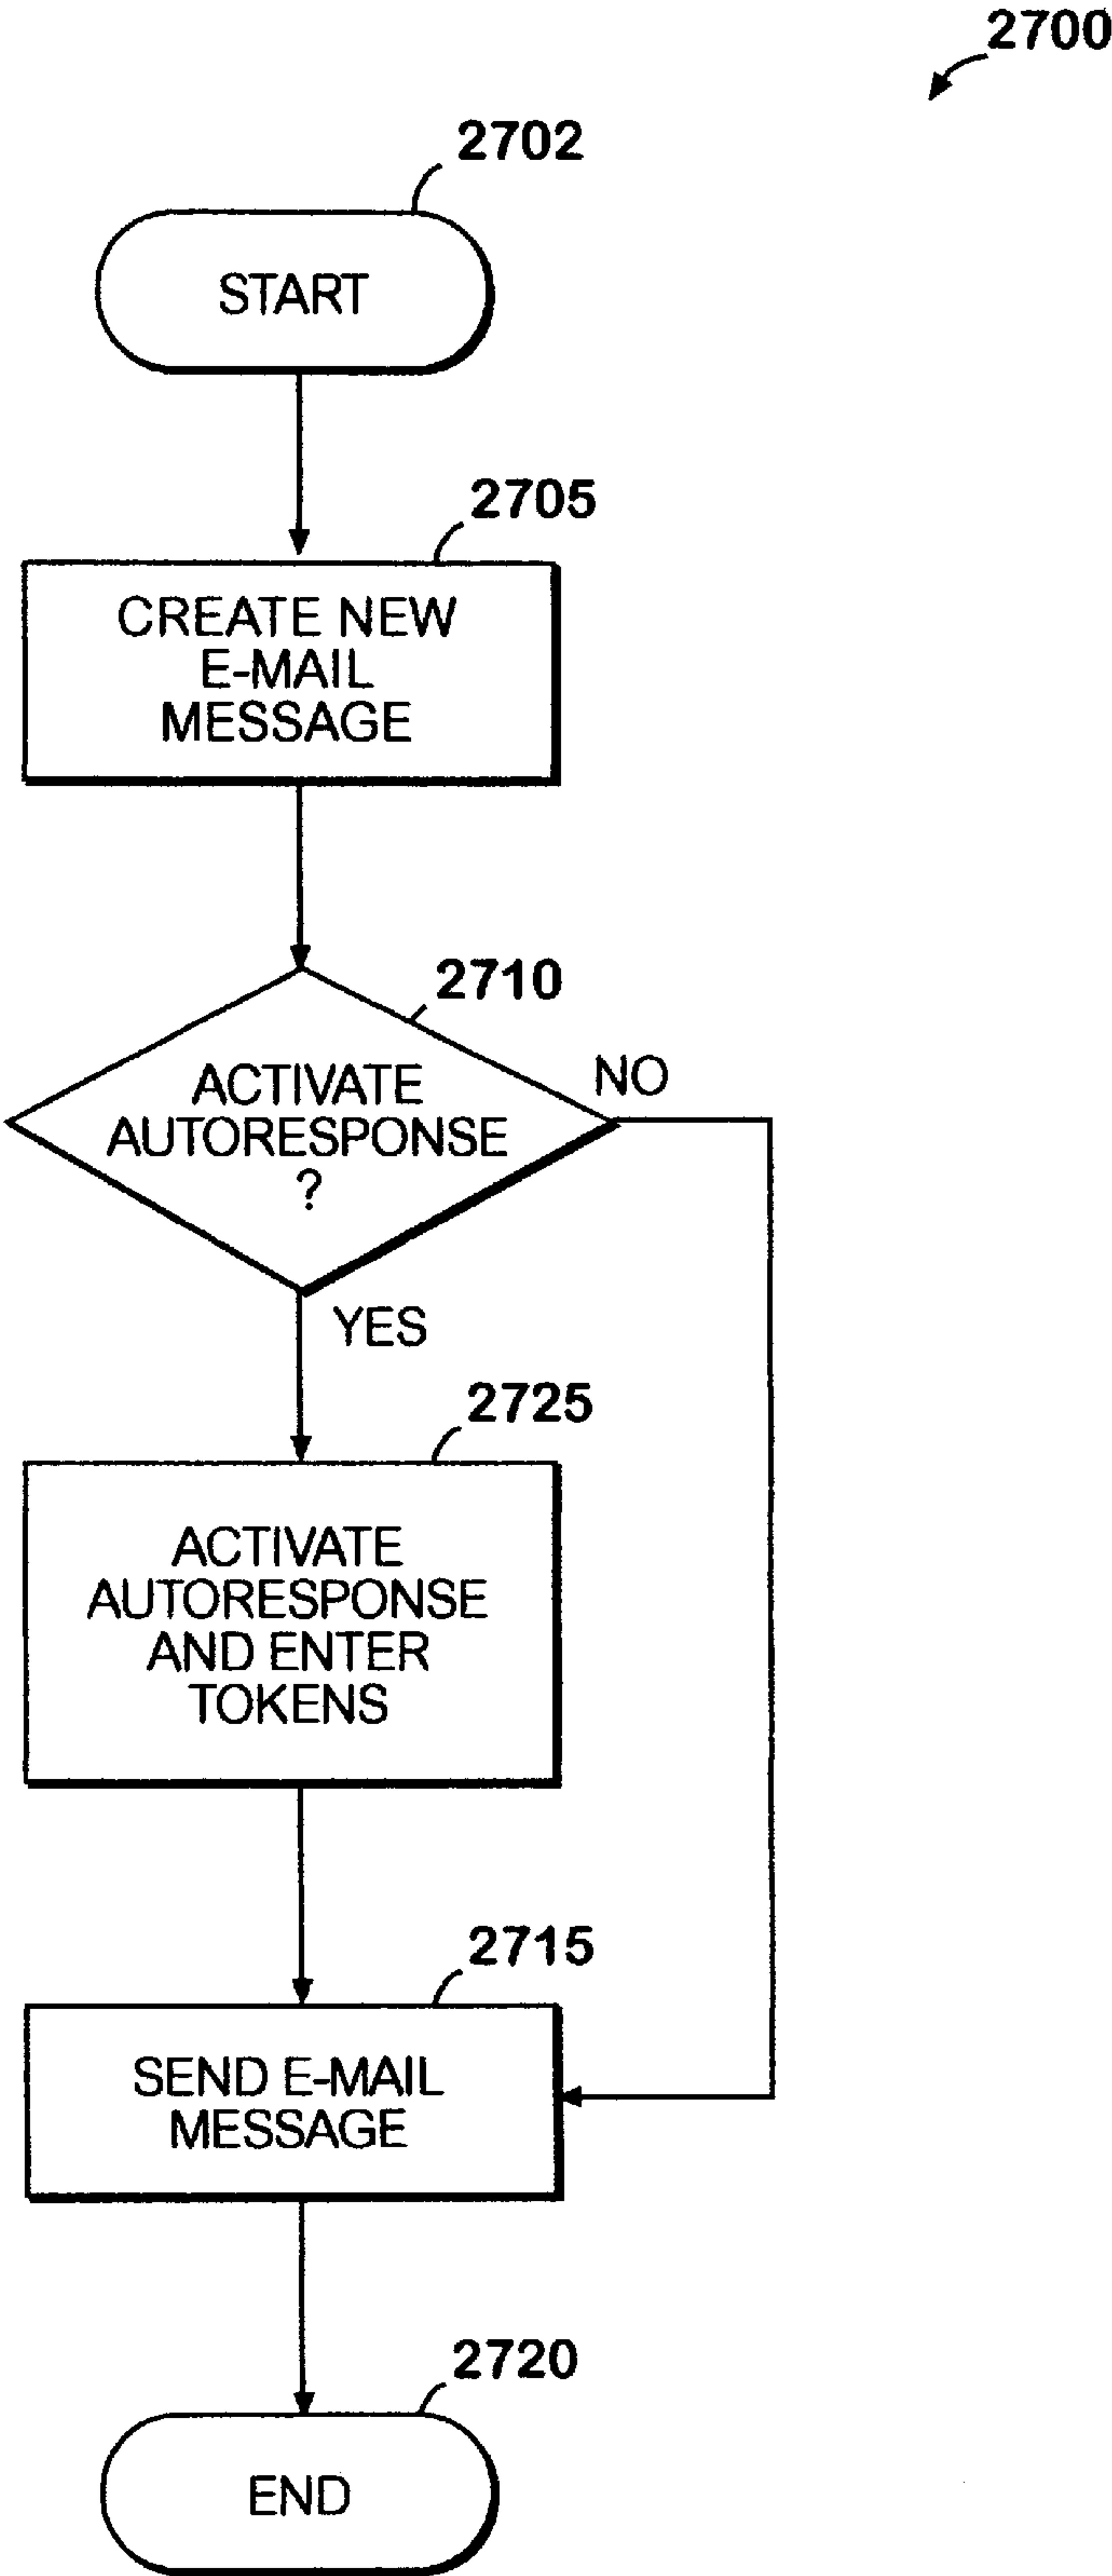 2700
2702
START
2705
CREATE NEW
E-MAIL
MESSAGE
2710
ACTIVATE
AUTORESPONSE
?
NO
YES
2725
ACTIVATE
AUTORESPONSE
AND ENTER
TOKENS
2715
SEND E-MAIL
MESSAGE
2720
END